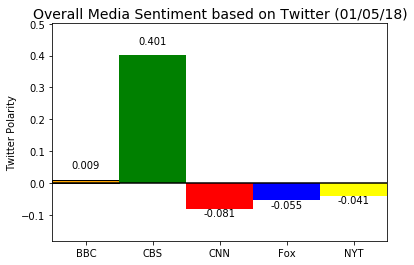 Overall Media Sentiment based on Twitter (01/05/18)
Twitter Polarity
0.5
0.4
0.3
0.2
0.1
0.0
−0.1
0.009
0.401
-0.081
-0.055
-0.041
BBC
CBS
CNN
Fox
NYT